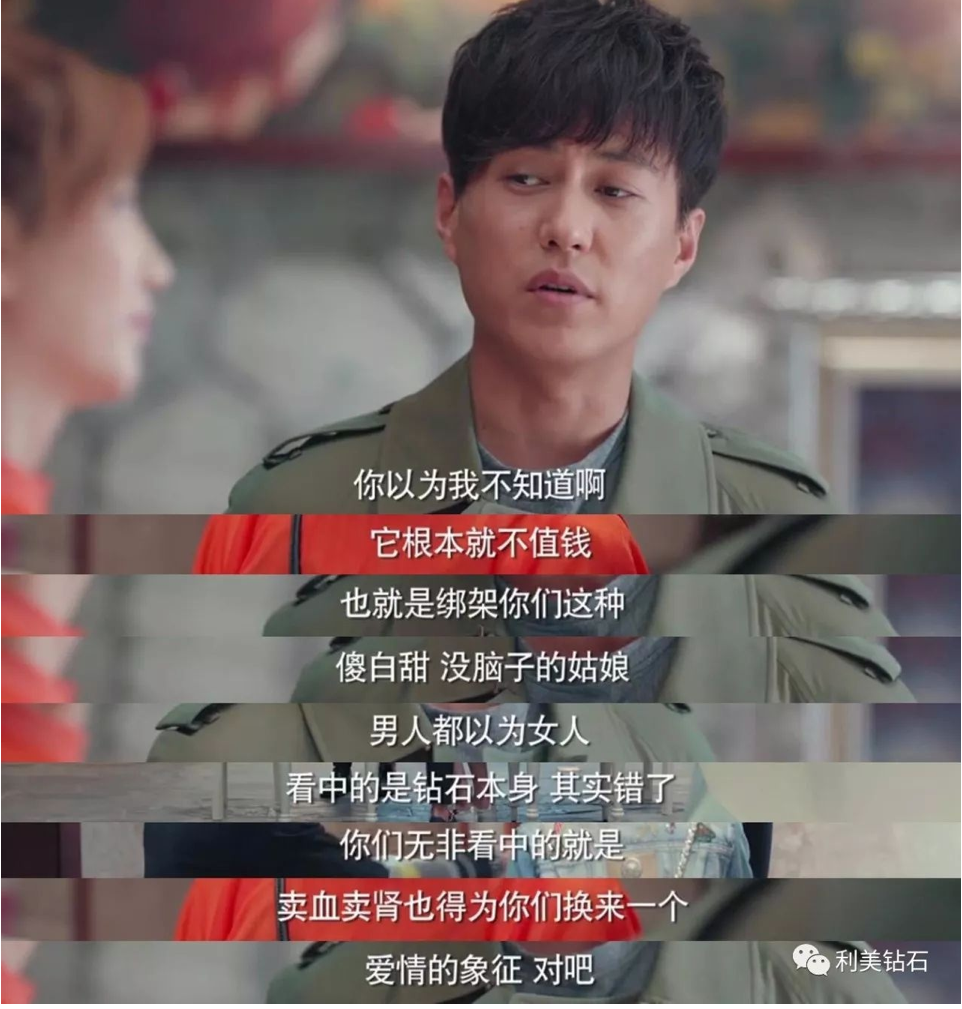 你以为我不知道啊
它根本就不值钱
也就是绑架你们这种
傻白甜 没脑子的姑娘
男人都以为女人
看中的是钻石本身 其实错了
你们无非看中的就是
卖血卖肾也得为你们换来一个
爱情的象征 对吧
利美钻石